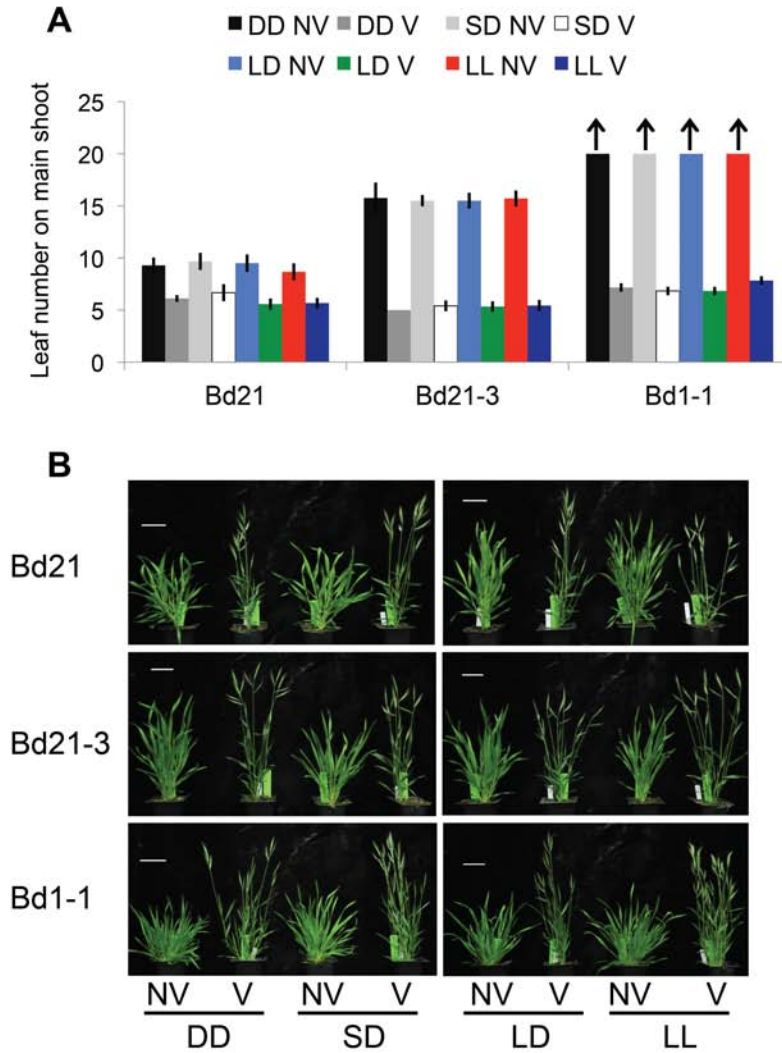 A
DD NV DD V SD NV SD V
LD NV LD V LL NV LL V
Leaf number on main shoot
25
20
15
10
5
0
Bd21 Bd21-3 Bd1-1
B
Bd21
Bd21-3
Bd1-1
NV V NV V NV V NV V
DD SD LD LL